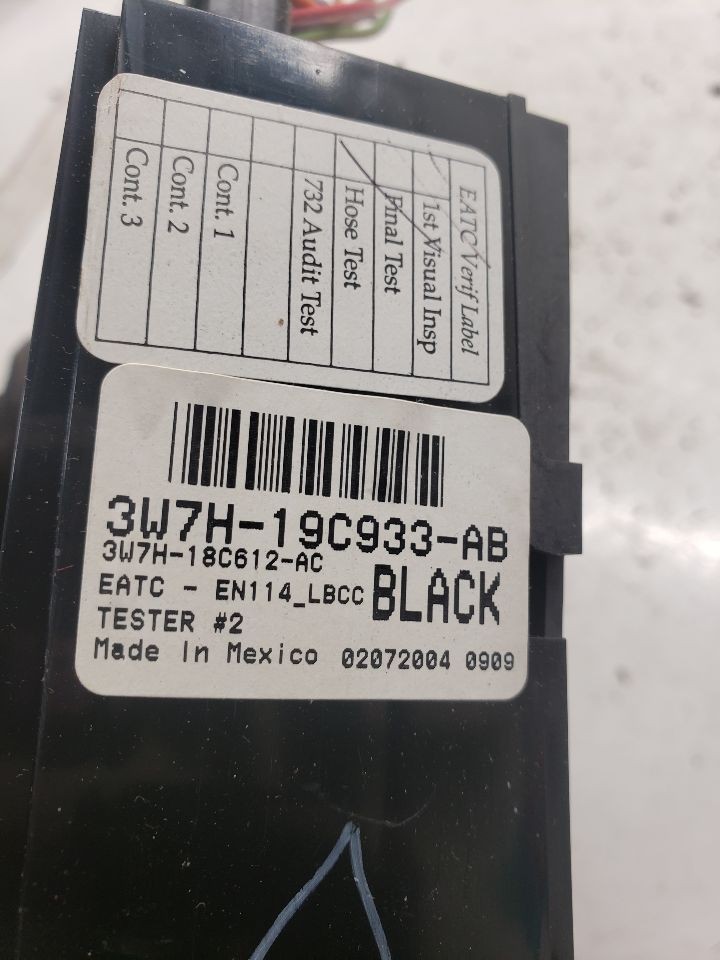 EATC Verif Label
1st Visual Insp
Final Test
Hose Test
732 Audit Test
Cont. 1
Cont. 2
Cont. 3
3W7H-19C933-AB
3W7H-18C612-AC
EATC - EN114_LBCC BLACK
TESTER #2
Made In Mexico 02072004 0909